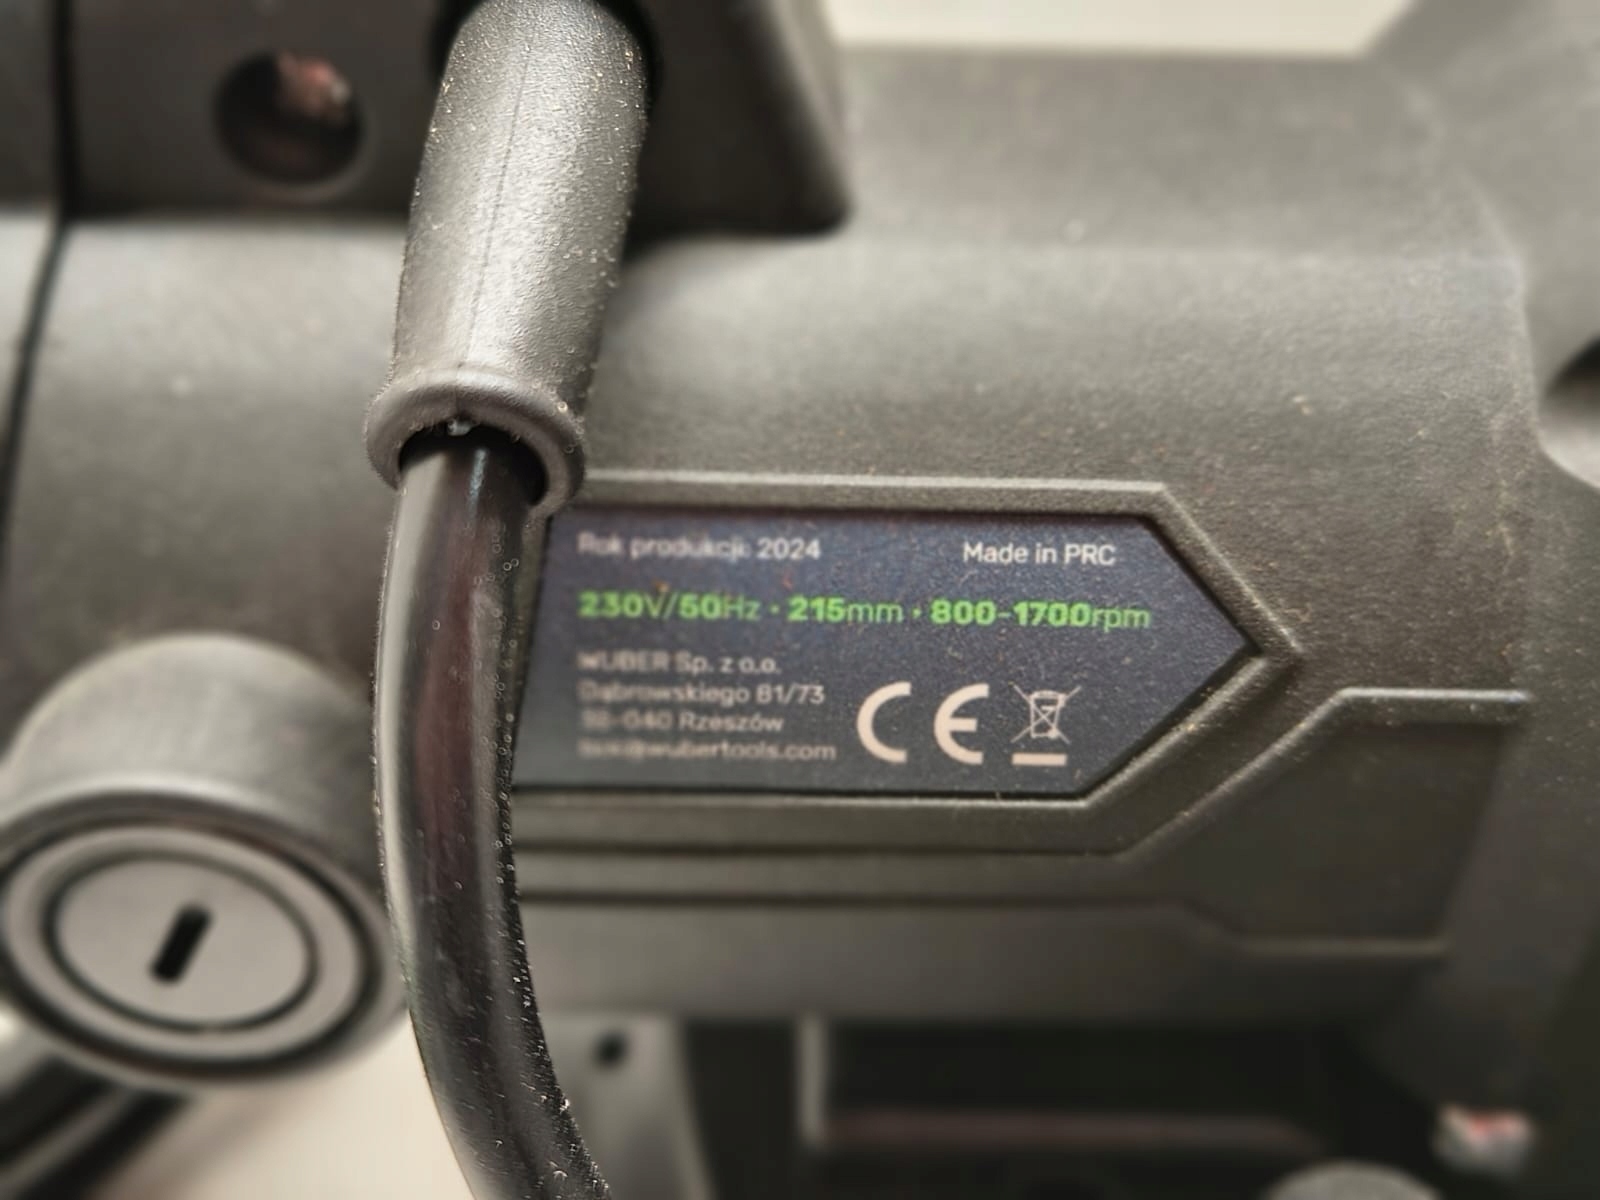 Rok produkcji: 2024
Made in PRC
230V/50Hz · 215mm · 800-1700rpm
WUBER Sp. z o.o.
Dąbrowskiego 81/73
Rzeszów
CE